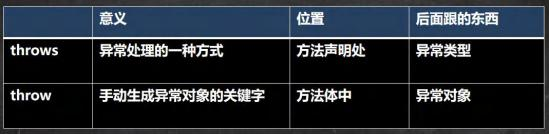 意义 位置 后面跟的东西
throws 异常处理的一种方式 方法声明处 异常类型
throw 手动生成异常对象的关键字 方法体中 异常对象